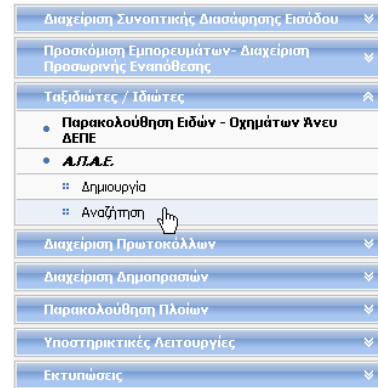 Διαχείριση Συνοπτικής Διασάφησης Εισόδου
Προσκόμιση Εμπορευμάτων- Διαχείριση
Προσωρινής Εναπόθεσης
Ταξιδιώτες / Ιδιώτες
Παρακολούθηση Ειδών - Οχημάτων Άνευ
ΔΕΠΕ
Α.Π.Α.Ε.
Δημιουργία
Αναζήτηση
Διαχείριση Πρωτοκόλλων
Διαχείριση Δημοπρασιών
Παρακολούθηση Πλοίων
Υποστηρικτικές Λειτουργίες
Εκτυπώσεις